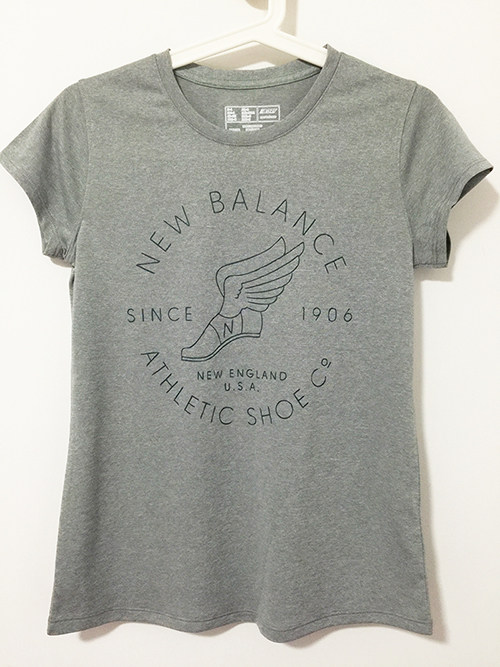 NEW BALANCE
SINCE 1906
N
NEW ENGLAND
U.S.A.
ATHLETIC SHOE Co